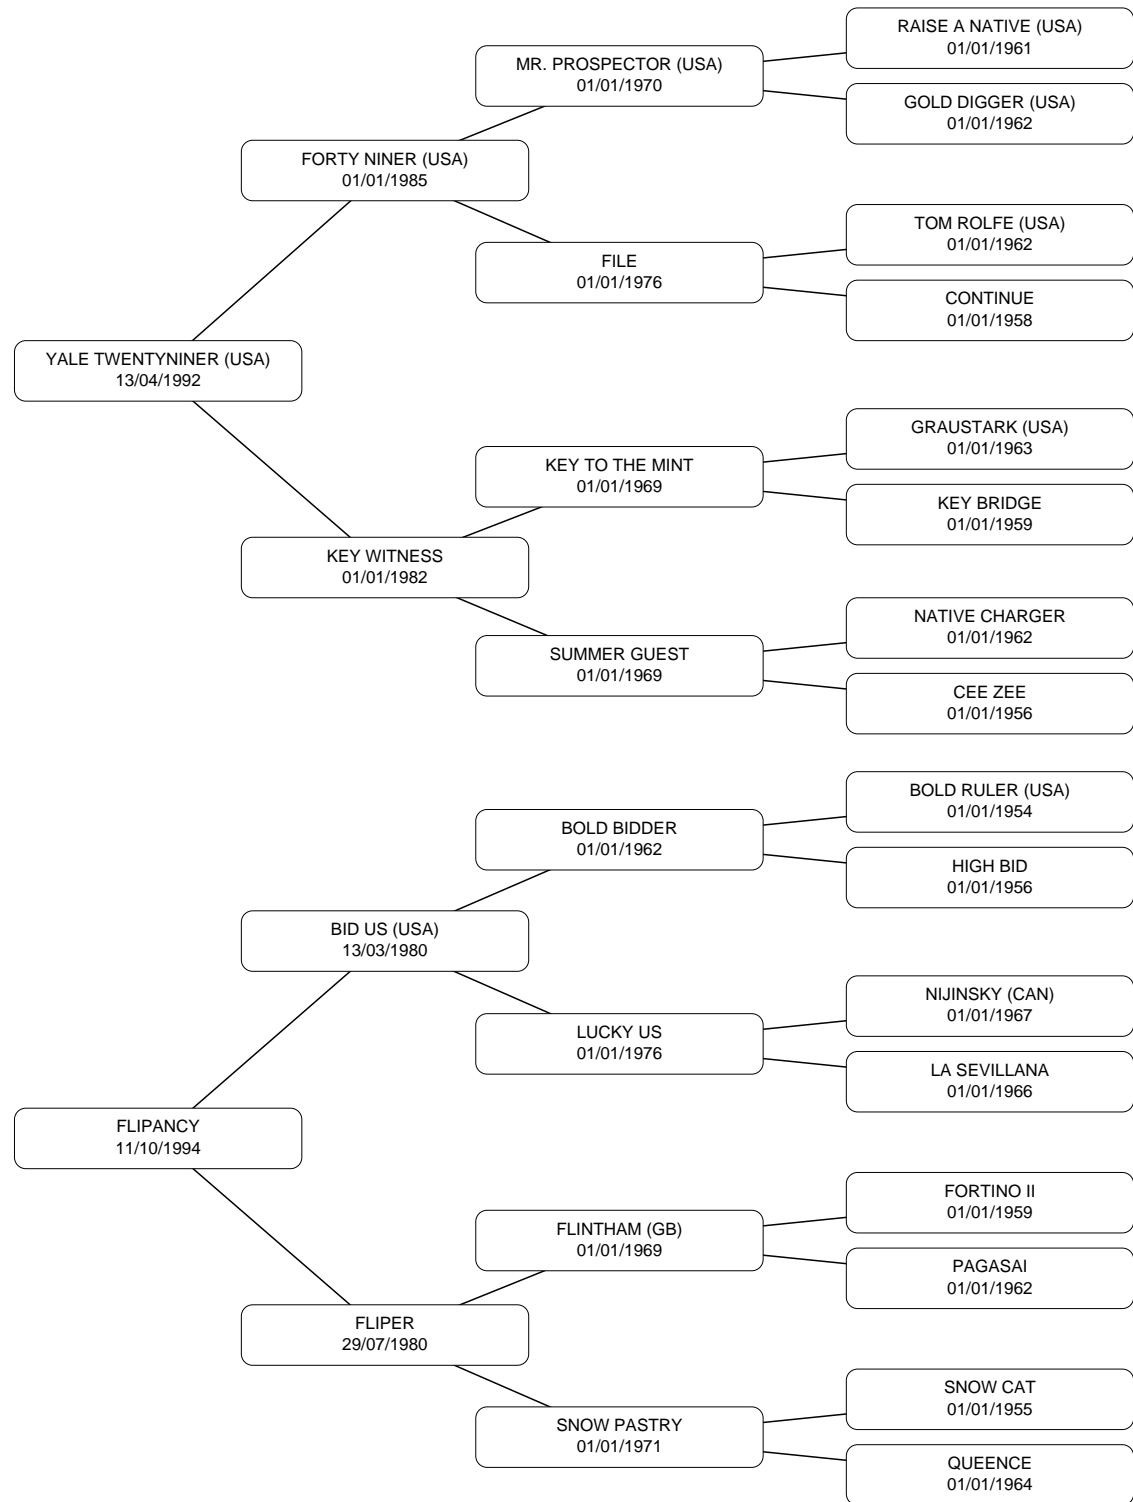 RAISE A NATIVE (USA)
01/01/1961
MR. PROSPECTOR (USA)
01/01/1970
GOLD DIGGER (USA)
01/01/1962
FORTY NINER (USA)
01/01/1985
TOM ROLFE (USA)
01/01/1962
FILE
01/01/1976
CONTINUE
01/01/1958
YALE TWENTYNINER (USA)
13/04/1992
GRAUSTARK (USA)
01/01/1963
KEY TO THE MINT
01/01/1969
KEY BRIDGE
01/01/1959
KEY WITNESS
01/01/1982
NATIVE CHARGER
01/01/1962
SUMMER GUEST
01/01/1969
CEE ZEE
01/01/1956
BOLD RULER (USA)
01/01/1954
BOLD BIDDER
01/01/1962
HIGH BID
01/01/1956
BID US (USA)
13/03/1980
NIJINSKY (CAN)
01/01/1967
LUCKY US
01/01/1976
LA SEVILLANA
01/01/1966
FLIPANCY
11/10/1994
FORTINO II
01/01/1959
FLINTHAM (GB)
01/01/1969
PAGASAI
01/01/1962
FLIPER
29/07/1980
SNOW CAT
01/01/1955
SNOW PASTRY
01/01/1971
QUEENCE
01/01/1964